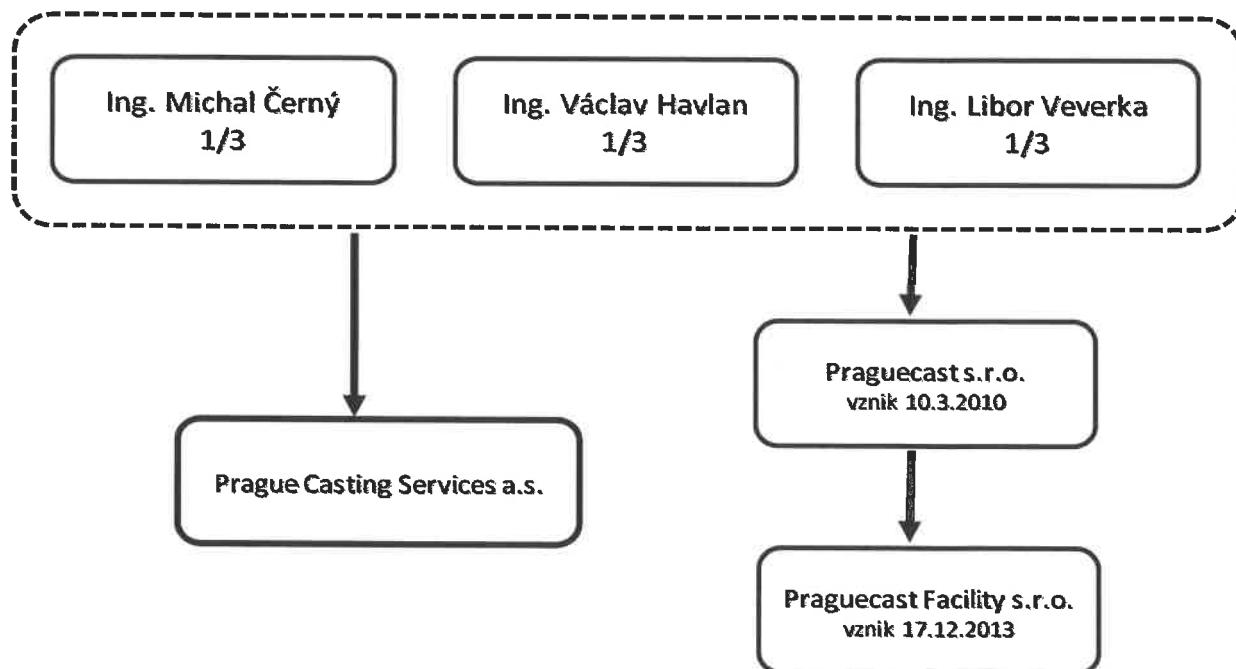 Ing. Michal Černý
1/3
Ing. Václav Havlan
1/3
Ing. Libor Veverka
1/3
Praguecast s.r.o.
vznik 10.3.2010
Prague Casting Services a.s.
Praguecast Facility s.r.o.
vznik 17.12.2013